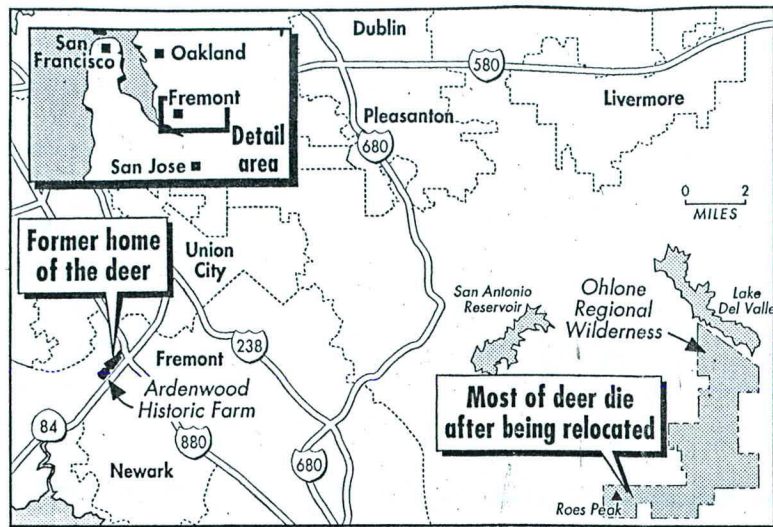 San
Francisco
Oakland
Fremont
Detail
area
San Jose
Dublin
580
Livermore
Pleasanton
680
0 2
MILES
Former home
of the deer
Union
City
San Antonio
Reservoir
Ohlone
Regional
Wilderness
Lake
Del Valle
Fremont
238
Ardenwood
Historic Farm
Most of deer die
after being relocated
84
880
680
Newark
Roes Peak